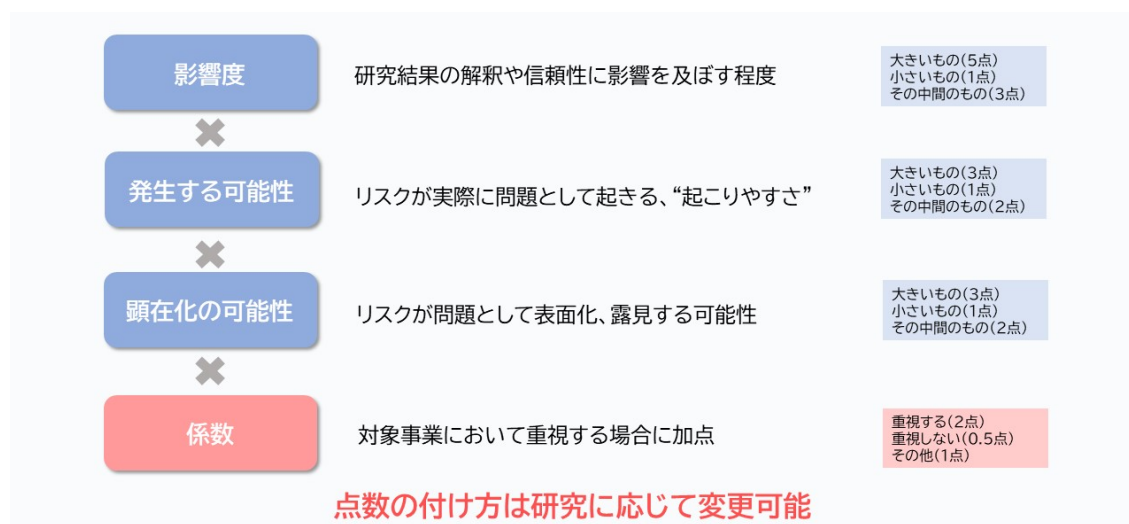 影響度
研究結果の解釈や信頼性に影響を及ぼす程度
大きいもの(5点)
小さいもの(1点)
その中間のもの(3点)
発生する可能性
リスクが実際に問題として起きる、“起こりやすさ”
大きいもの(3点)
小さいもの(1点)
その中間のもの(2点)
顕在化の可能性
リスクが問題として表面化、露見する可能性
大きいもの(3点)
小さいもの(1点)
その中間のもの(2点)
係数
対象事業において重視する場合に加点
重視する(2点)
重視しない(0.5点)
その他(1点)
点数の付け方は研究に応じて変更可能